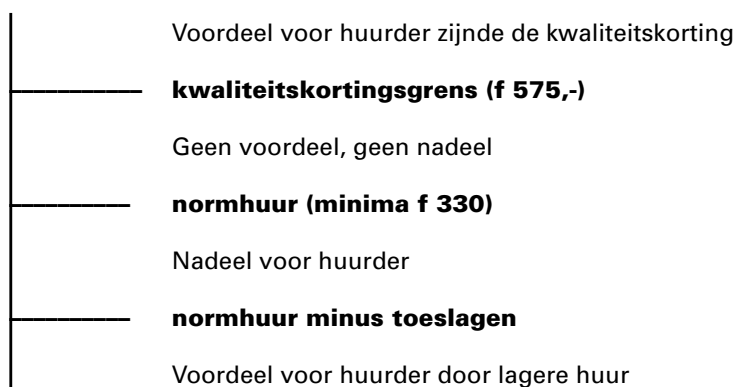 Voordeel voor huurder zijnde de kwaliteitskorting
kwaliteitskortingsgrens (f 575,-)
Geen voordeel, geen nadeel
normhuur (minima f 330)
Nadeel voor huurder
normhuur minus toeslagen
Voordeel voor huurder door lagere huur